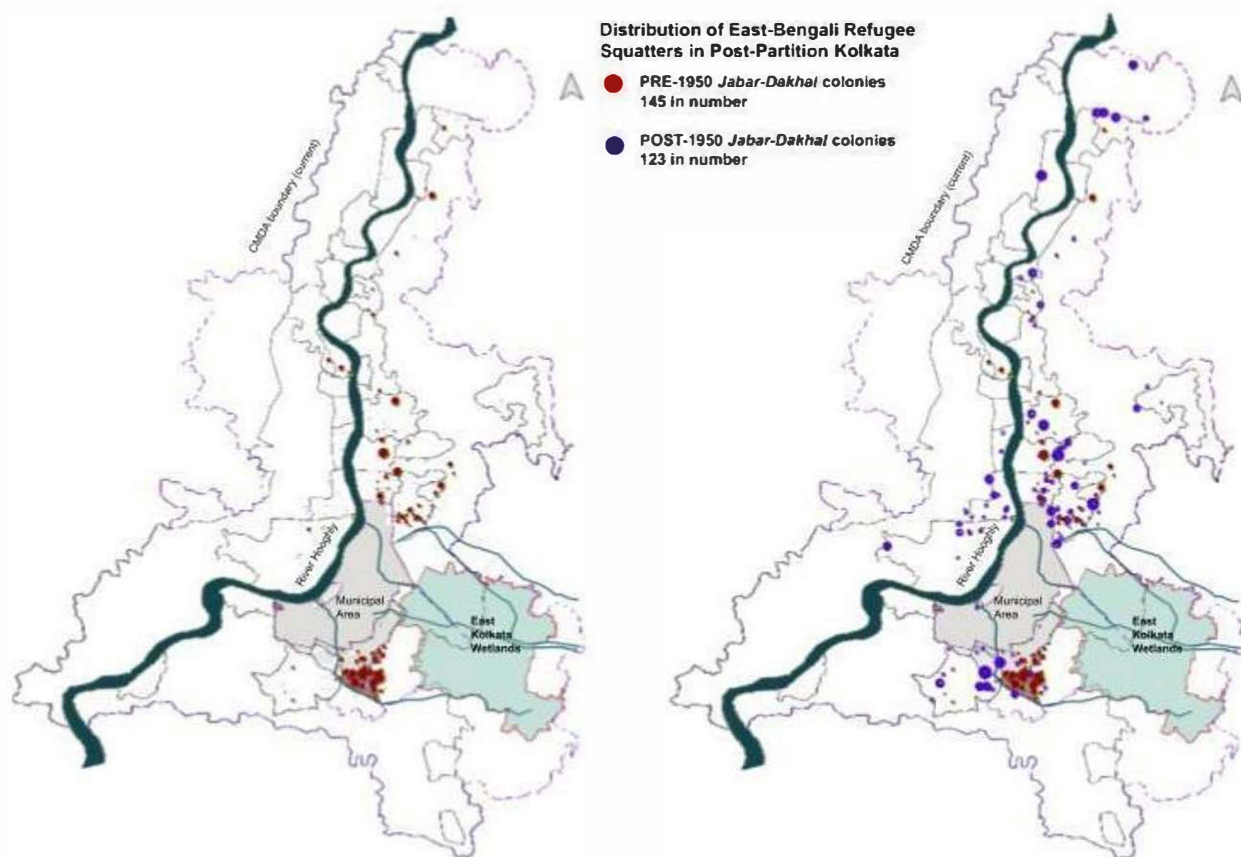 Distribution of East-Bengali Refugee
Squatters in Post-Partition Kolkata
PRE-1950 Jabar-Dakhal colonies
145 in number
POST-1950 Jabar-Dakhal colonies
123 in number
CMDA boundary (current)
River Hooghly
Municipal
Area
East
Kolkata
Wetlands
CMDA boundary (current)
River Hooghly
Municipal
Area
East
Kolkata
Wetlands